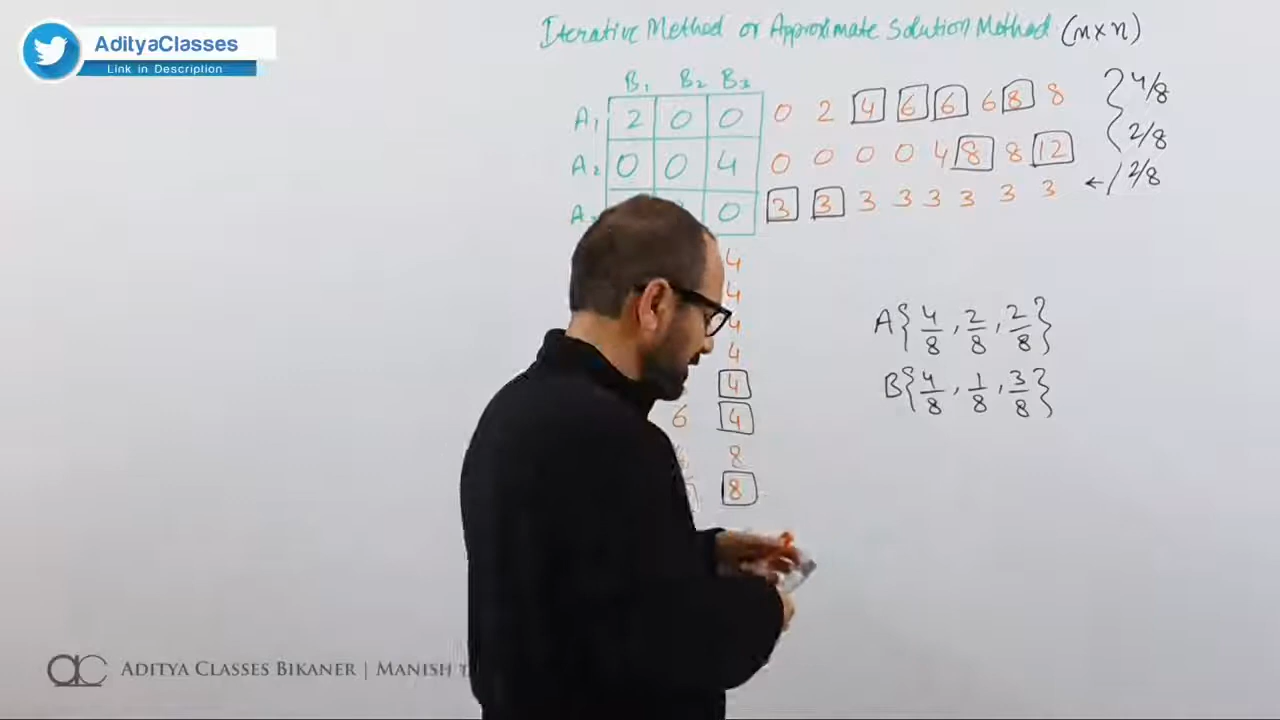 AdityaClasses
Link in Description
Iterative Method or Approximate Solution Method (n×n)
B₁ B₂ B₃
A₁ 2 0 0 0 2 4 6 6 6 8 8 4/8
A₂ 0 0 4 0 0 0 0 4 8 8 12 2/8
0 3 3 3 3 3 3 3 3 ← 2/8
4
4
4
4
4
6 4
8
8
A{4/8, 2/8, 2/8}
B{4/8, 1/8, 3/8}
ac ADITYA CLASSES BIKANER | MANISH